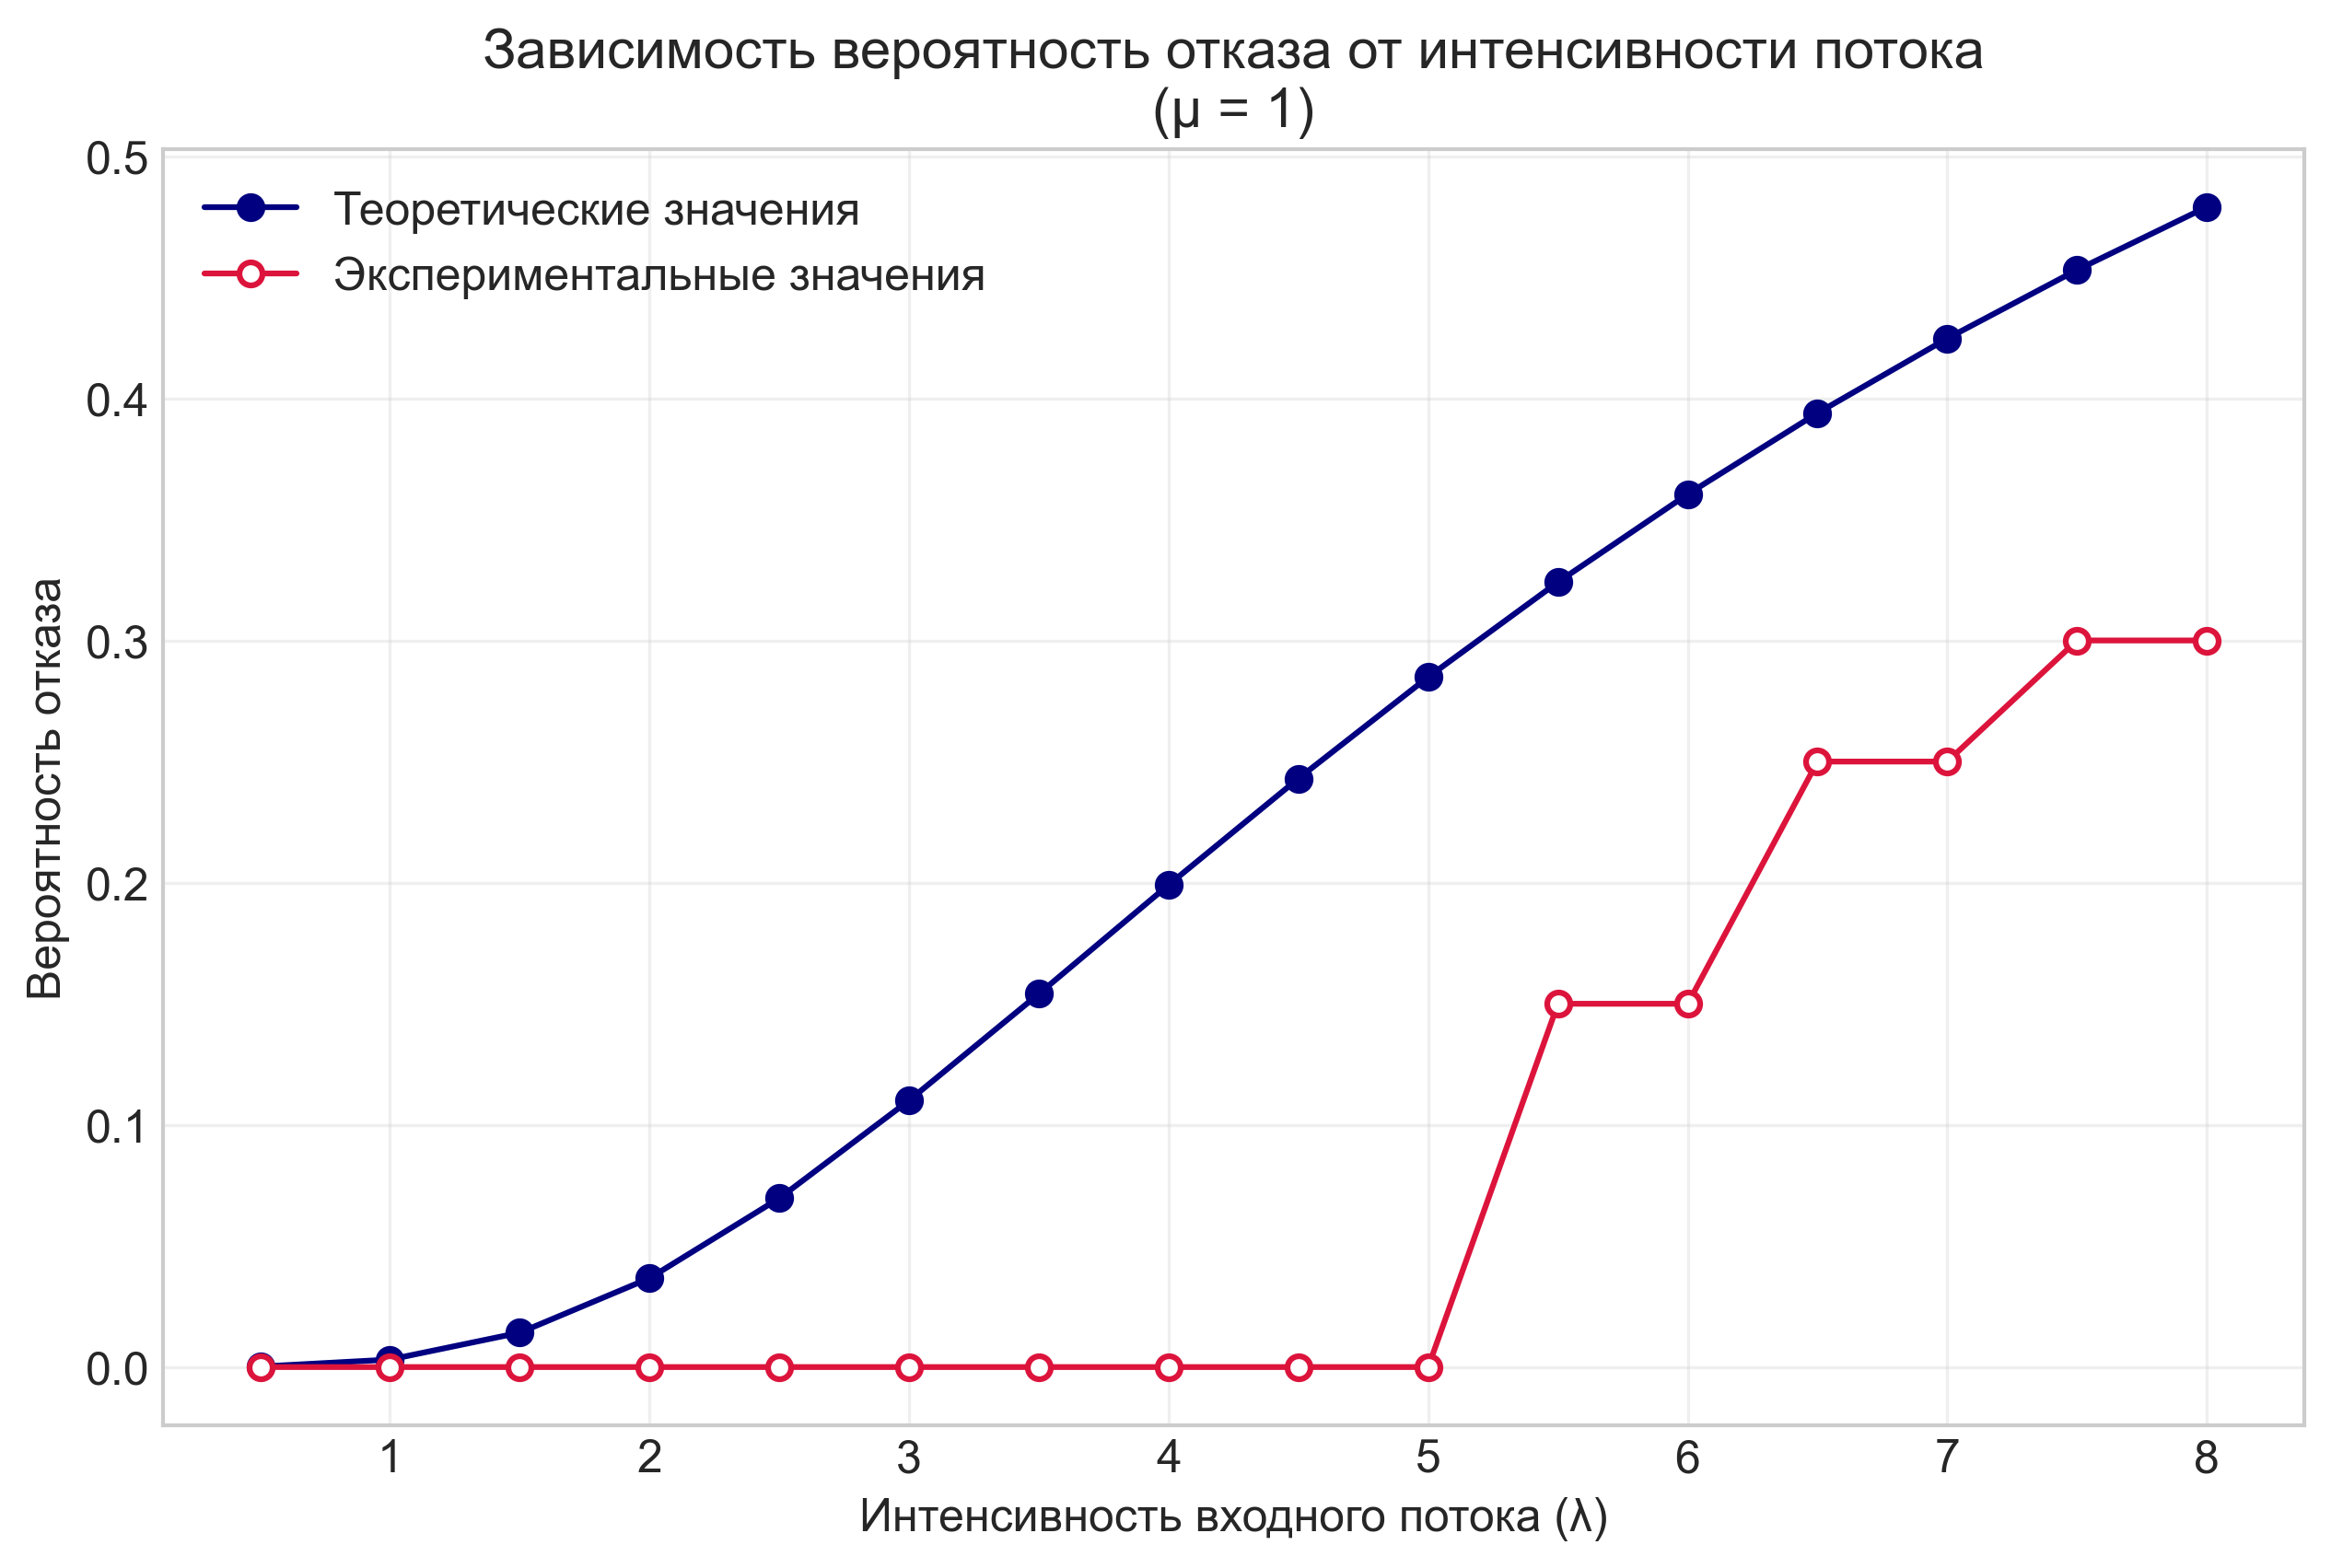 Зависимость вероятность отказа от интенсивности потока
(μ = 1)
Теоретические значения
Экспериментальные значения
Вероятность отказа
0.5
0.4
0.3
0.2
0.1
0.0
1 2 3 4 5 6 7 8
Интенсивность входного потока (λ)